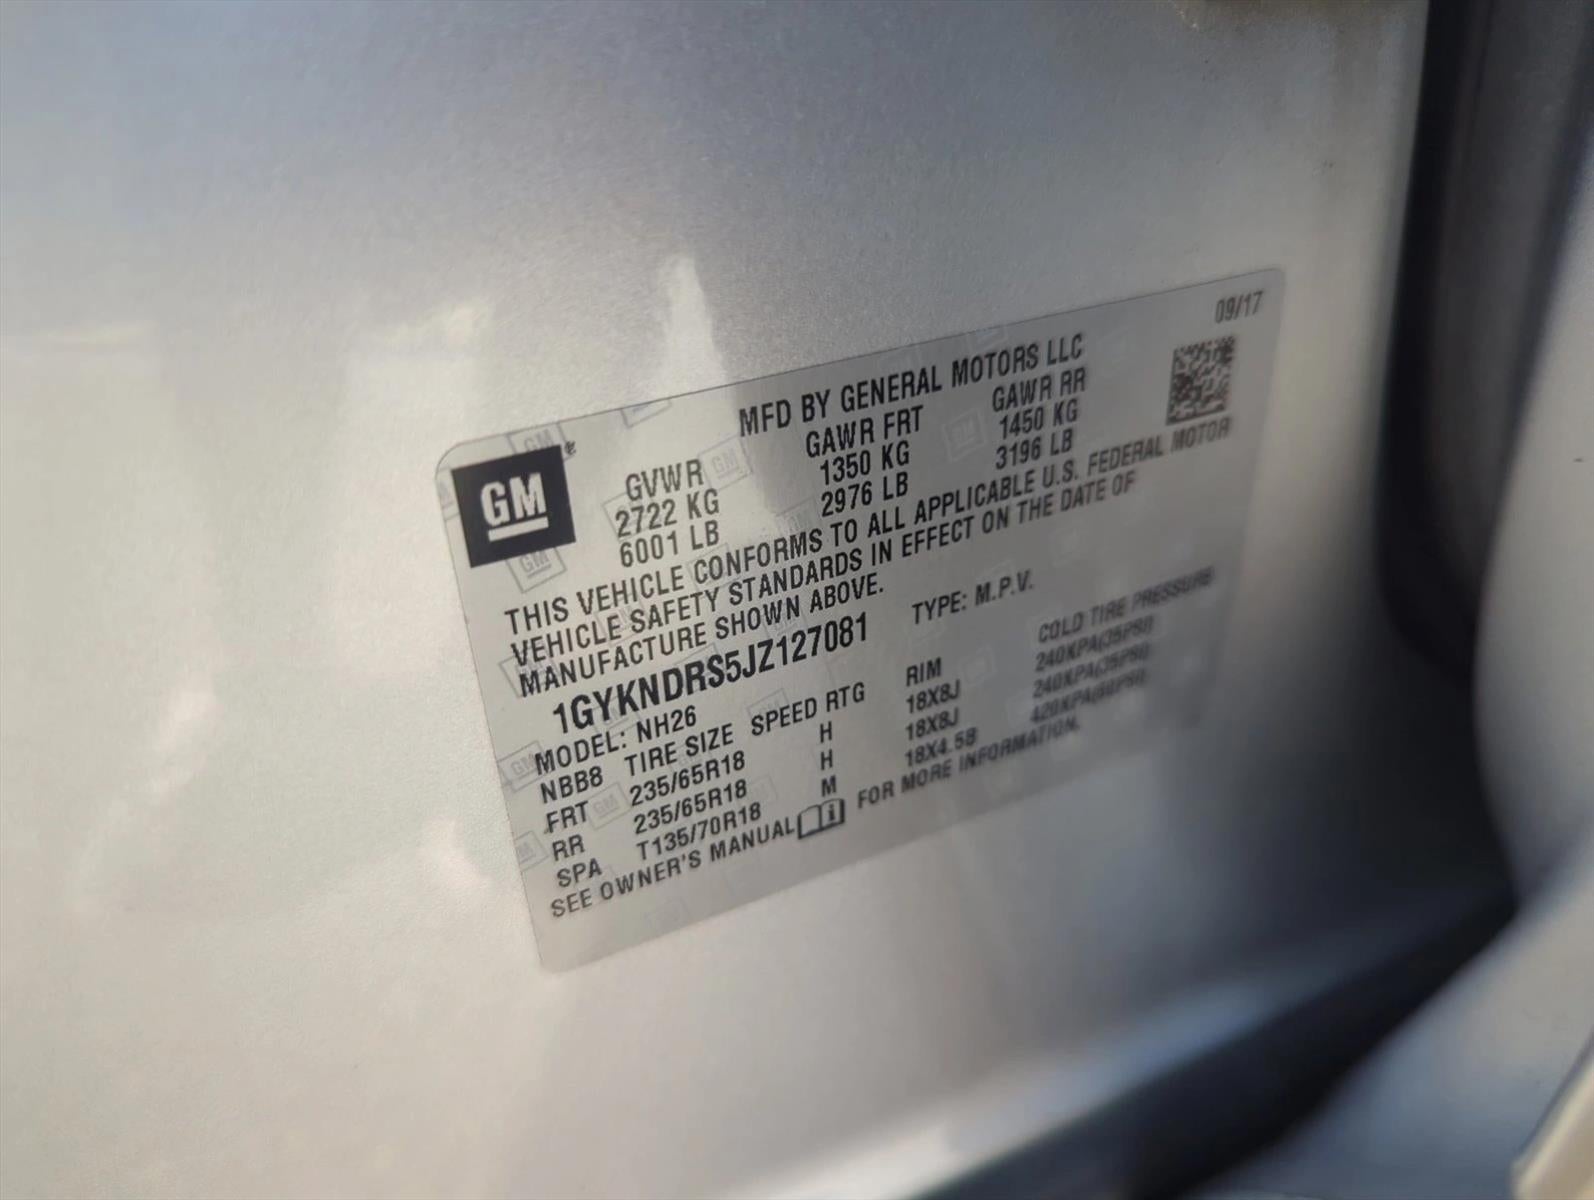 09/17
MFD BY GENERAL MOTORS LLC
GM
GVWR GAWR FRT GAWR RR
2722 KG 1350 KG 1450 KG
6001 LB 2976 LB 3196 LB
THIS VEHICLE CONFORMS TO ALL APPLICABLE U.S. FEDERAL MOTOR
VEHICLE SAFETY STANDARDS IN EFFECT ON THE DATE OF
MANUFACTURE SHOWN ABOVE.
1GYKNDRS5JZ127081 TYPE: M.P.V.
MODEL: NH26
NBB8 TIRE SIZE SPEED RTG RIM COLD TIRE PRESSURE
FRT 235/65R18 H 18X8J 240KPA(35PSI)
RR 235/65R18 H 18X8J 240KPA(35PSI)
SPA T135/70R18 M 18X4.5B 420KPA(60PSI)
SEE OWNER'S MANUAL FOR MORE INFORMATION.